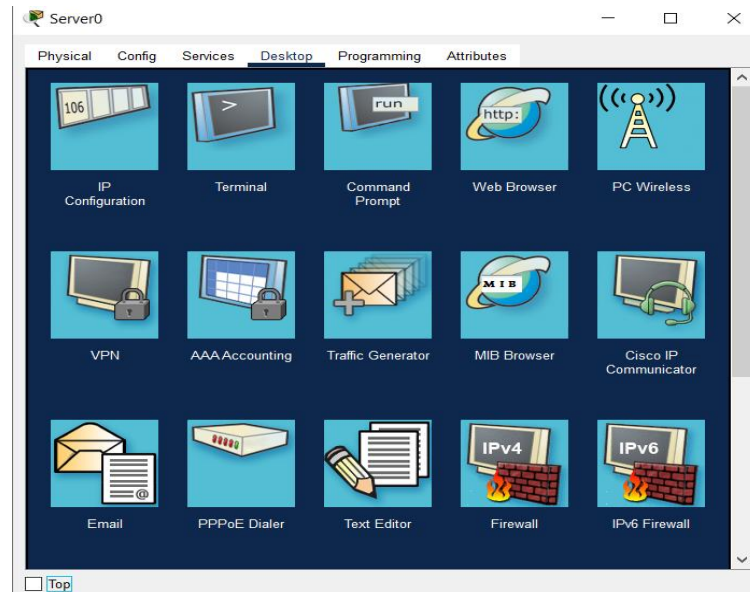 Server0
Physical Config Services Desktop Programming Attributes
106
>
run
http:
IP
Configuration
Terminal
Command
Prompt
Web Browser
PC Wireless
MIB
VPN
AAA Accounting
Traffic Generator
MIB Browser
Cisco IP
Communicator
@
IPv4
IPv6
Email
PPPoE Dialer
Text Editor
Firewall
IPv6 Firewall
Top